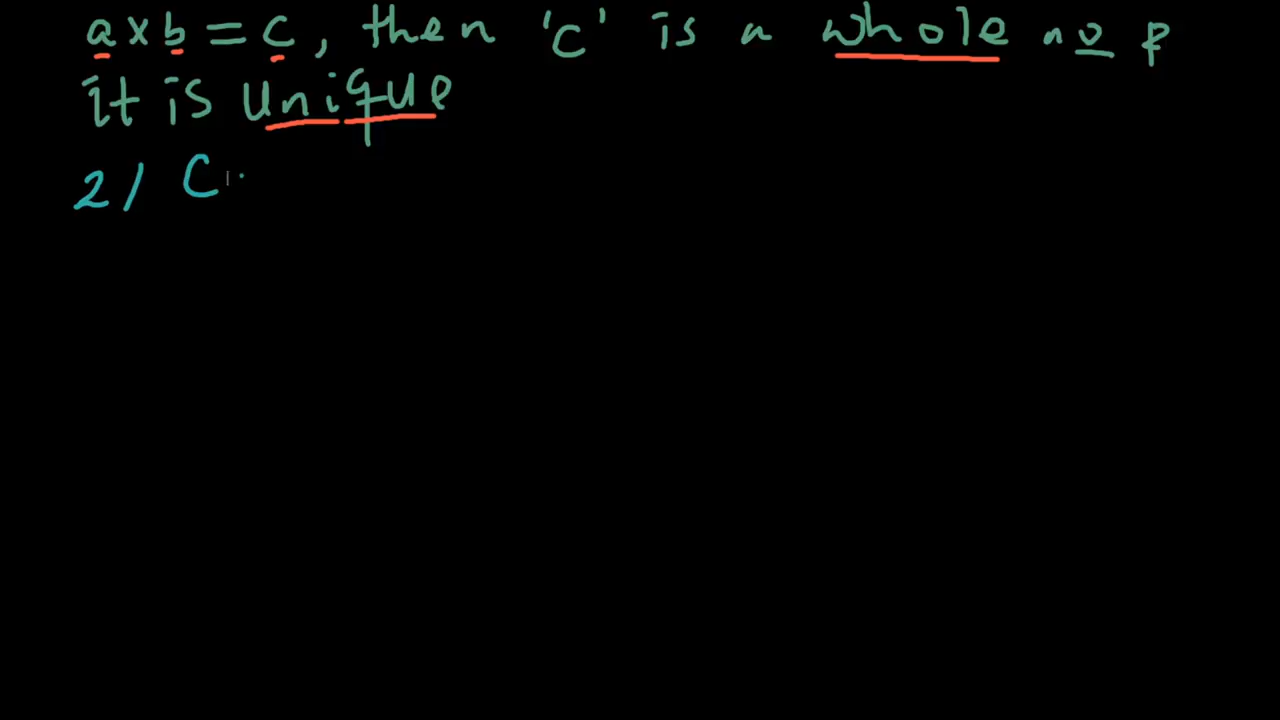 a × b = c, then 'c' is a whole no &
it is unique
2/ C